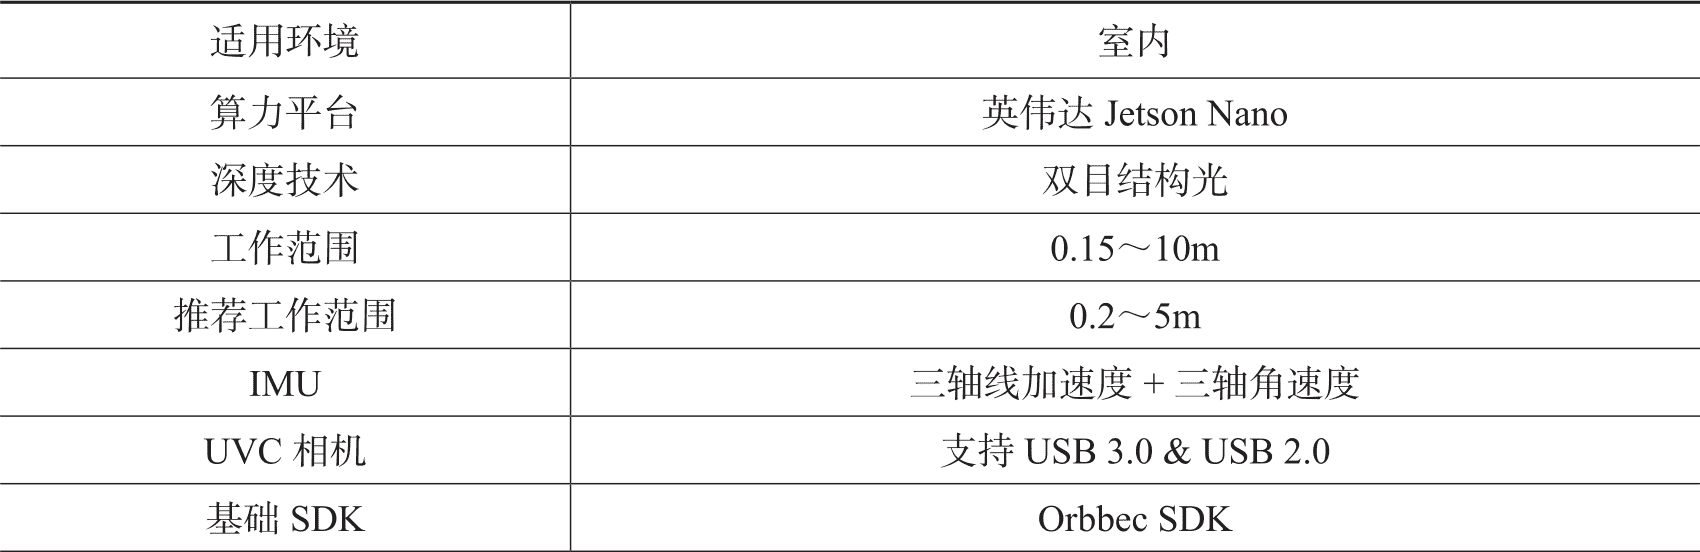 适用环境 室内
算力平台 英伟达 Jetson Nano
深度技术 双目结构光
工作范围 0.15～10m
推荐工作范围 0.2～5m
IMU 三轴线加速度 + 三轴角速度
UVC 相机 支持 USB 3.0 & USB 2.0
基础 SDK Orbbec SDK